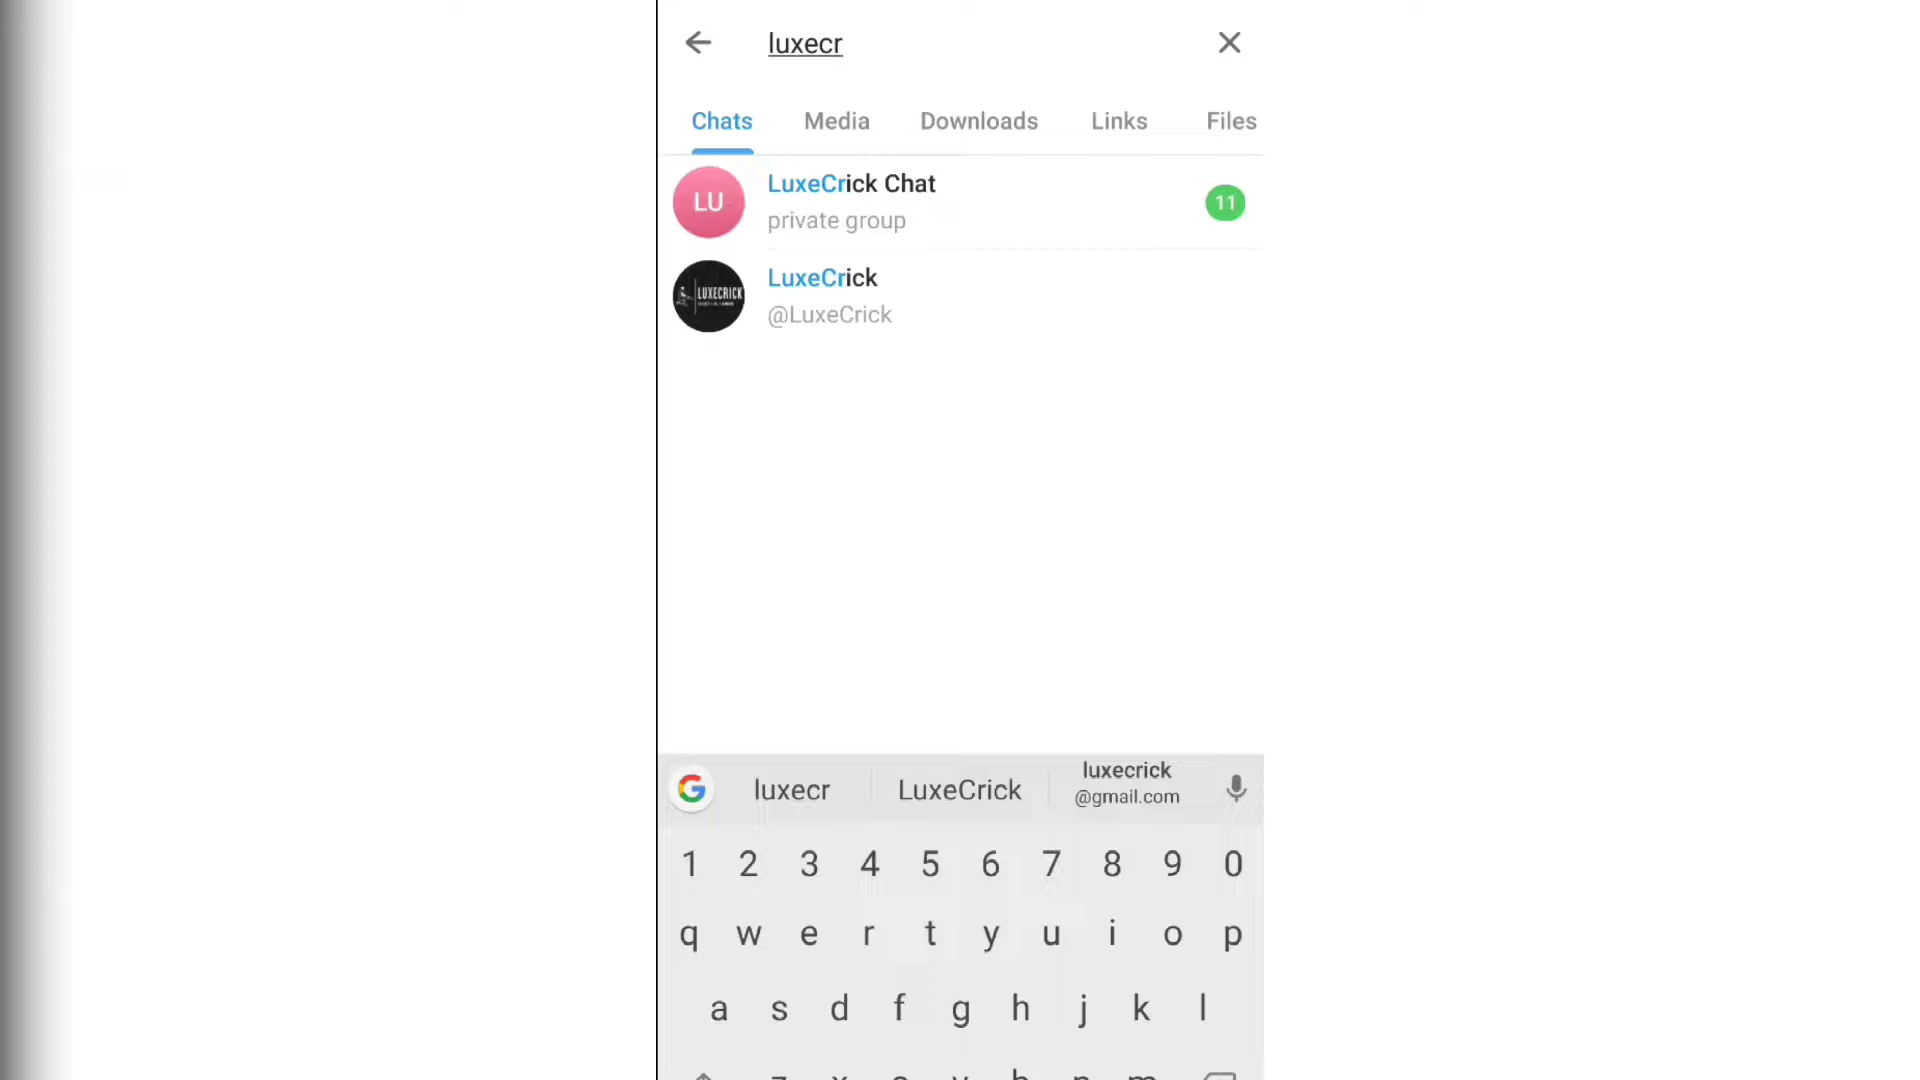 luxecr
Chats Media Downloads Links Files
LU
LuxeCrick Chat
private group
11
LUXECRICK
LuxeCrick
@LuxeCrick
luxecr LuxeCrick luxecrick
@gmail.com
1 2 3 4 5 6 7 8 9 0
q w e r t y u i o p
a s d f g h j k l
z x c v b n m